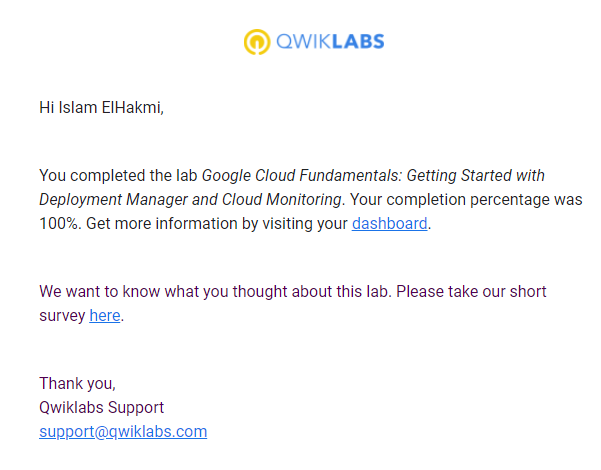 QWIKLABS
Hi Islam ElHakmi,
You completed the lab Google Cloud Fundamentals: Getting Started with
Deployment Manager and Cloud Monitoring. Your completion percentage was
100%. Get more information by visiting your dashboard.
We want to know what you thought about this lab. Please take our short
survey here.
Thank you,
Qwiklabs Support
support@qwiklabs.com